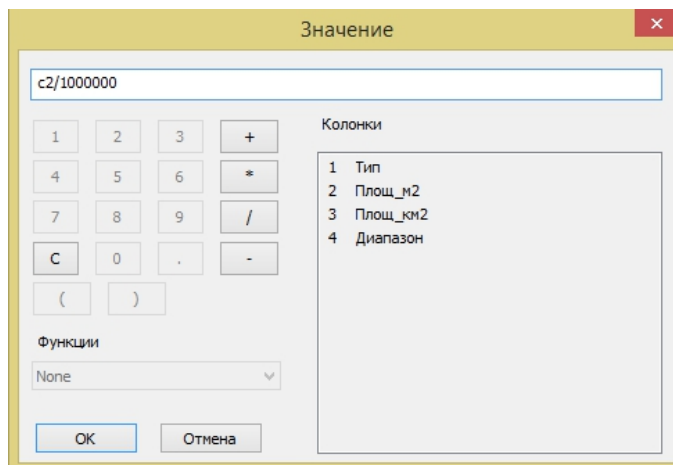 Значение
c2/1000000
1 2 3 +
4 5 6 *
7 8 9 /
C 0 . -
( )
Функции
None
OK Отмена
Колонки
1 Тип
2 Площ_м2
3 Площ_км2
4 Диапазон